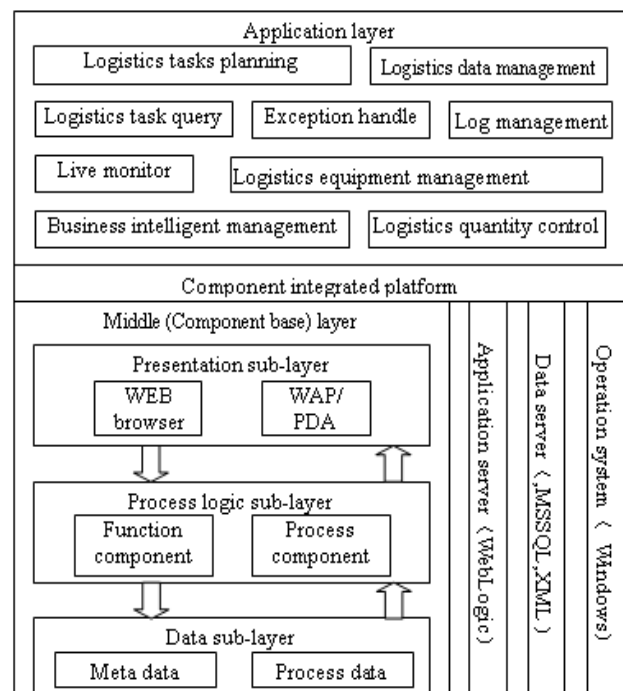 Application layer
Logistics tasks planning
Logistics data management
Logistics task query
Exception handle
Log management
Live monitor
Logistics equipment management
Business intelligent management
Logistics quantity control
Component integrated platform
Middle (Component base) layer
Presentation sub-layer
WEB
browser
WAP/
PDA
Process logic sub-layer
Function
component
Process
component
Data sub-layer
Meta data
Process data
Application server (WebLogic)
Data server (,MSSQL,XML)
Operation system ( Windows)